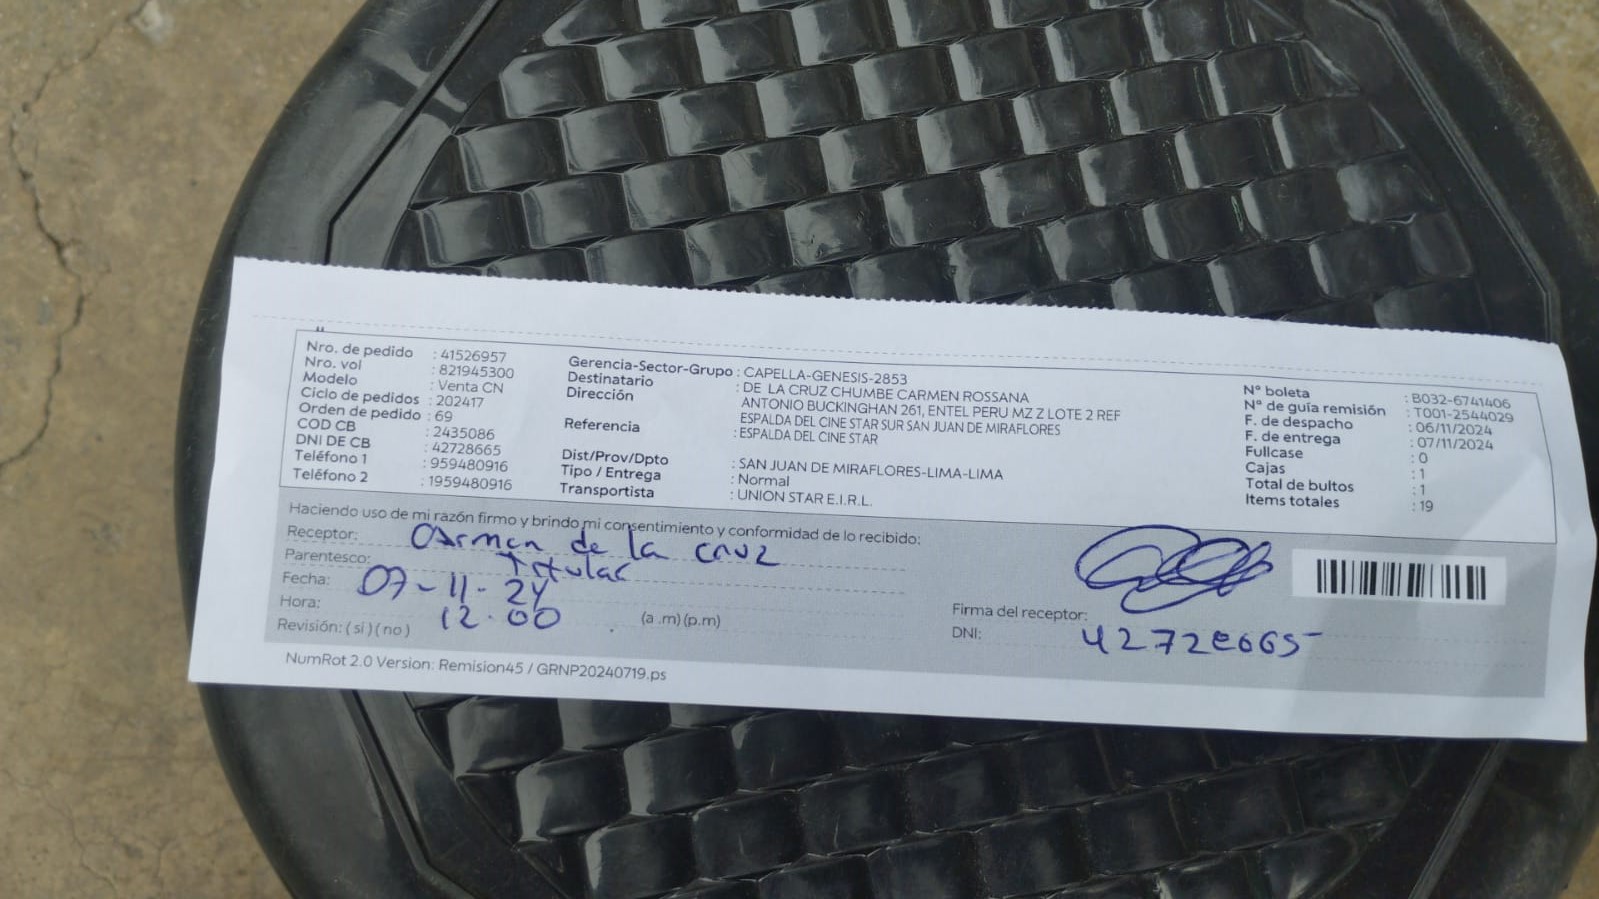 Nro. de pedido : 41526957
Nro. vol : 821945300
Modelo : Venta CN
Ciclo de pedidos : 202417
Orden de pedido : 69
COD CB : 2435086
DNI DE CB : 42728665
Teléfono 1 : 959480916
Teléfono 2 : 1959480916
Gerencia-Sector-Grupo : CAPELLA-GENESIS-2853
Destinatario : DE LA CRUZ CHUMBE CARMEN ROSSANA
Dirección : ANTONIO BUCKINGHAN 261, ENTEL PERU MZ Z LOTE 2 REF
ESPALDA DEL CINE STAR SUR SAN JUAN DE MIRAFLORES
Referencia : ESPALDA DEL CINE STAR
Dist/Prov/Dpto : SAN JUAN DE MIRAFLORES-LIMA-LIMA
Tipo / Entrega : Normal
Transportista : UNION STAR E.I.R.L.
N° boleta : B032-6741406
N° de guía remisión : T001-2544029
F. de despacho : 06/11/2024
F. de entrega : 07/11/2024
Fullcase : 0
Cajas : 1
Total de bultos : 1
Items totales : 19
Haciendo uso de mi razón firmo y brindo mi consentimiento y conformidad de lo recibido:
Receptor: Carmen de la cruz
Parentesco: Titular
Fecha: 07-11-24
Hora: 12.00 (a .m) (p.m)
Revisión: ( si ) ( no )
Firma del receptor:
DNI: 42728665
NumRot 2.0 Version: Remision45 / GRNP20240719.ps